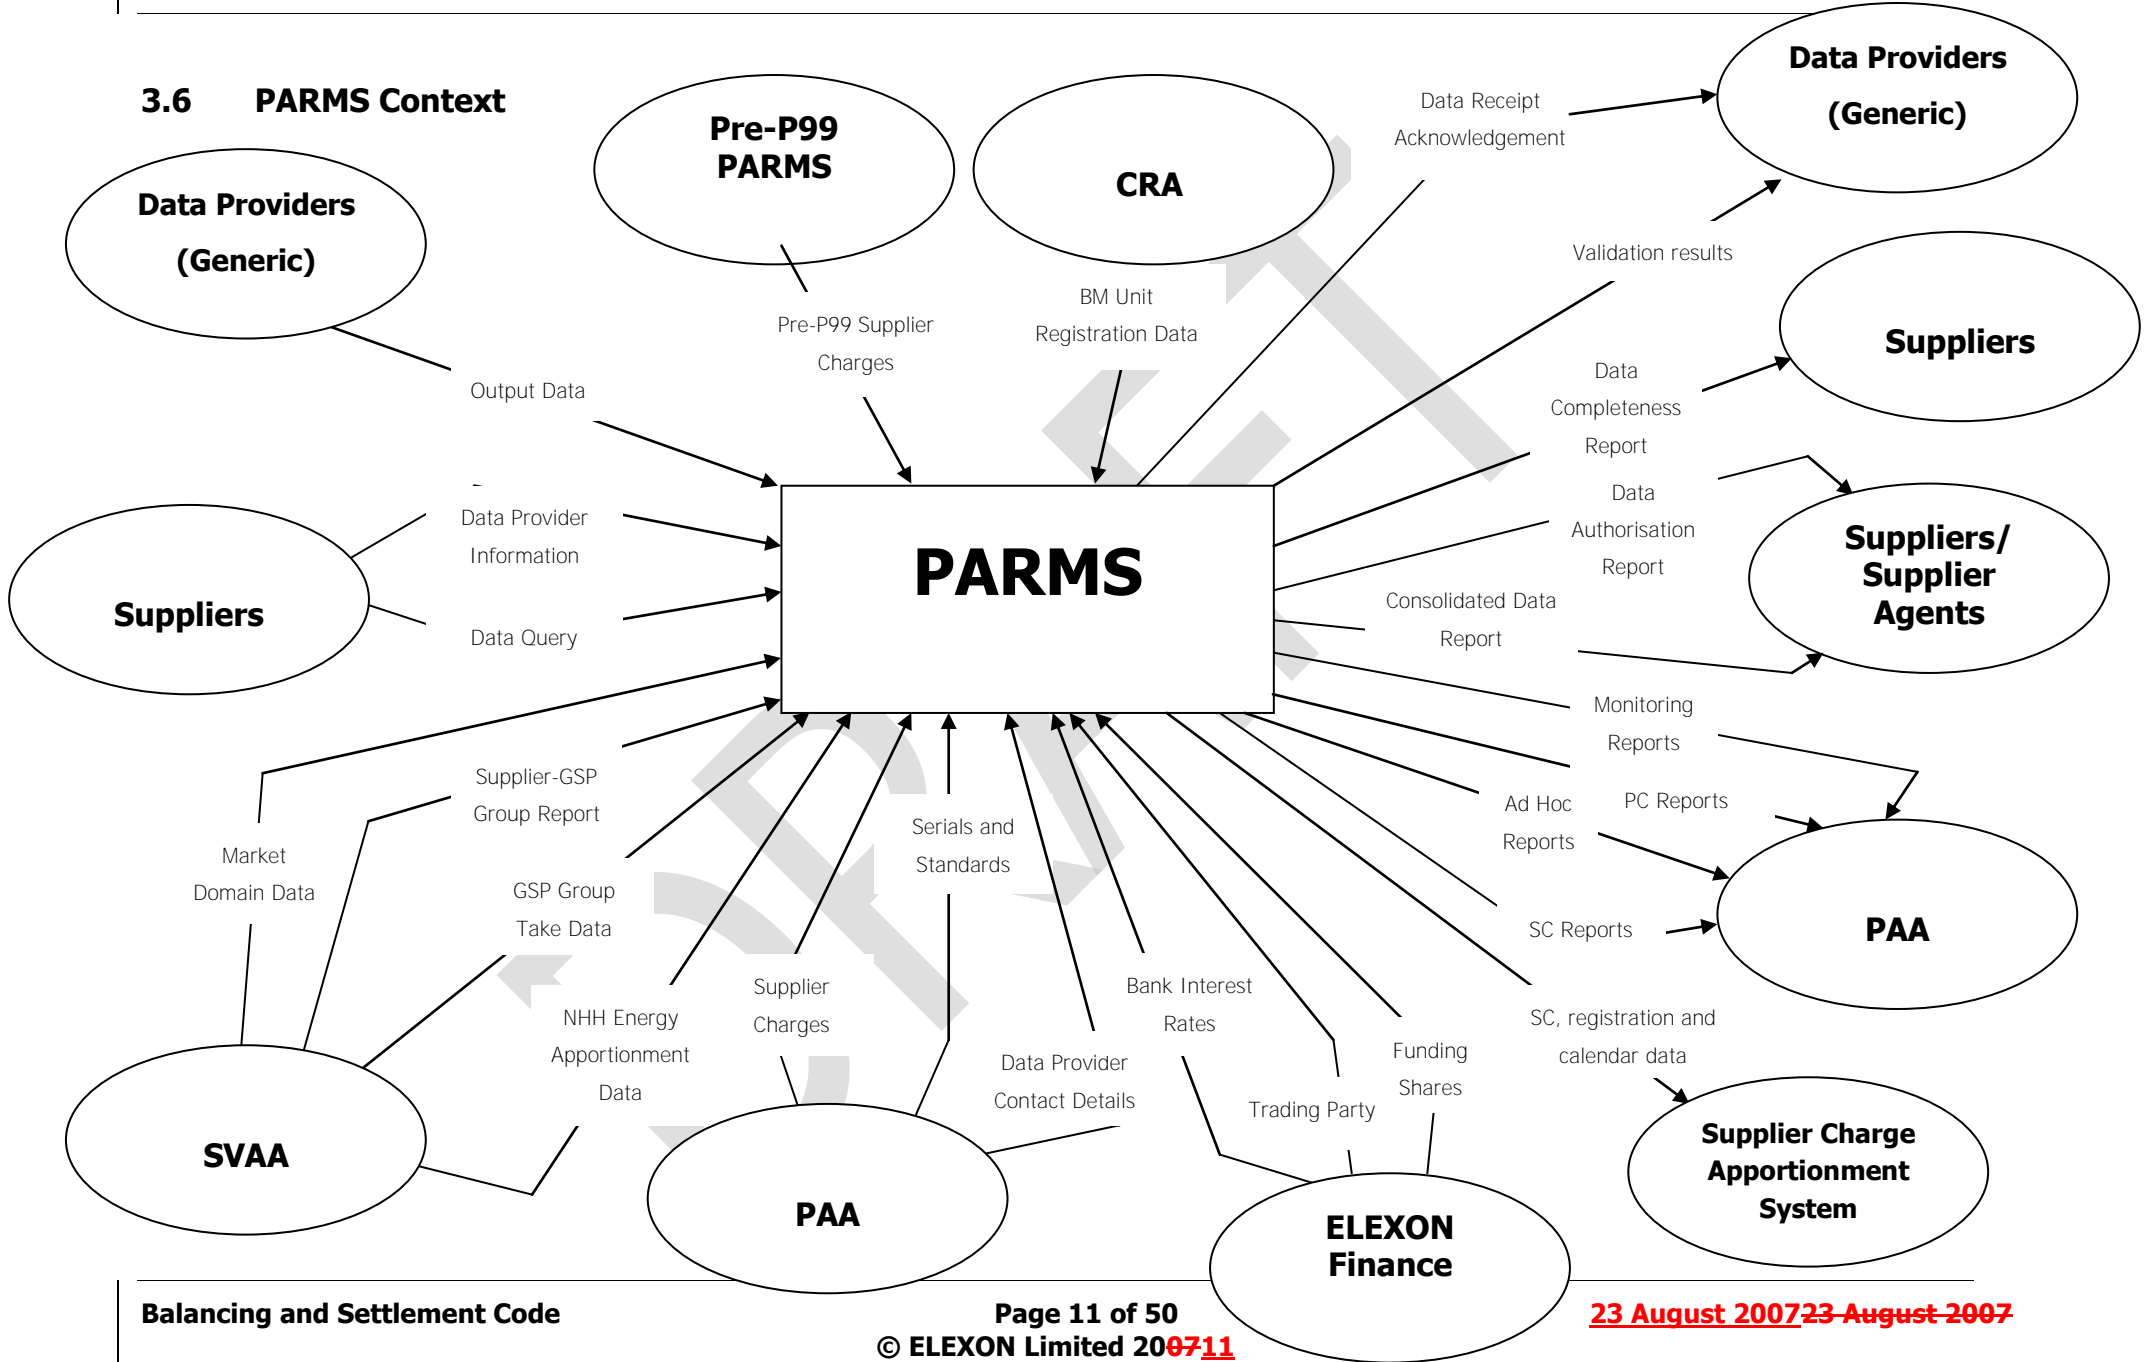 3.6 PARMS Context
Data Providers
(Generic)
Pre-P99
PARMS
CRA
Data Receipt
Acknowledgement
Data Providers
(Generic)
Validation results
Suppliers
Output Data
Pre-P99 Supplier
Charges
BM Unit
Registration Data
Data
Completeness
Report
Data
Authorisation
Report
Suppliers/
Supplier
Agents
Suppliers
Data Provider
Information
Data Query
PARMS
Consolidated Data
Report
Monitoring
Reports
Market
Domain Data
Supplier-GSP
Group Report
GSP Group
Take Data
NHH Energy
Apportionment
Data
Supplier
Charges
Serials and
Standards
Data Provider
Contact Details
Bank Interest
Rates
Trading Party
Funding
Shares
Ad Hoc
Reports
PC Reports
SC Reports
PAA
SC, registration and
calendar data
SVAA
PAA
ELEXON
Finance
Supplier Charge
Apportionment
System
DRAFT
Balancing and Settlement Code
Page 11 of 50
23 August 200723 August 2007
© ELEXON Limited 200711